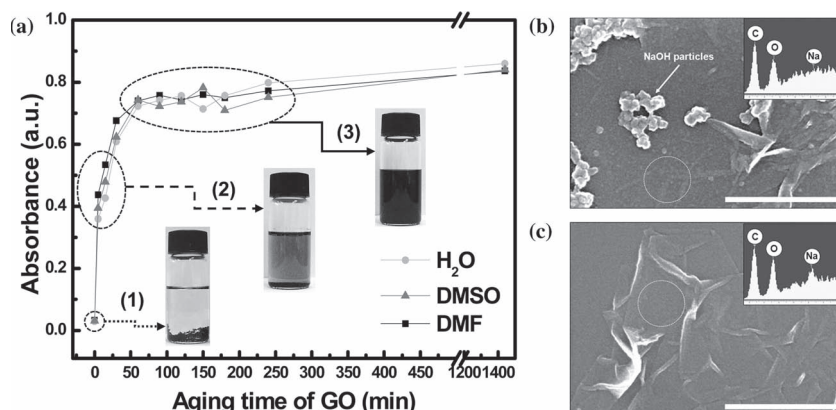 (a)
Absorbance (a.u.)
1.0
0.8
0.6
0.4
0.2
0.0
(3)
(2)
(1)
H₂O
DMSO
DMF
0 50 100 150 200 250 300 350 400 450 1200 1400
Aging time of GO (min)
(b)
NaOH particles
C
O
Na
(c)
C
O
Na